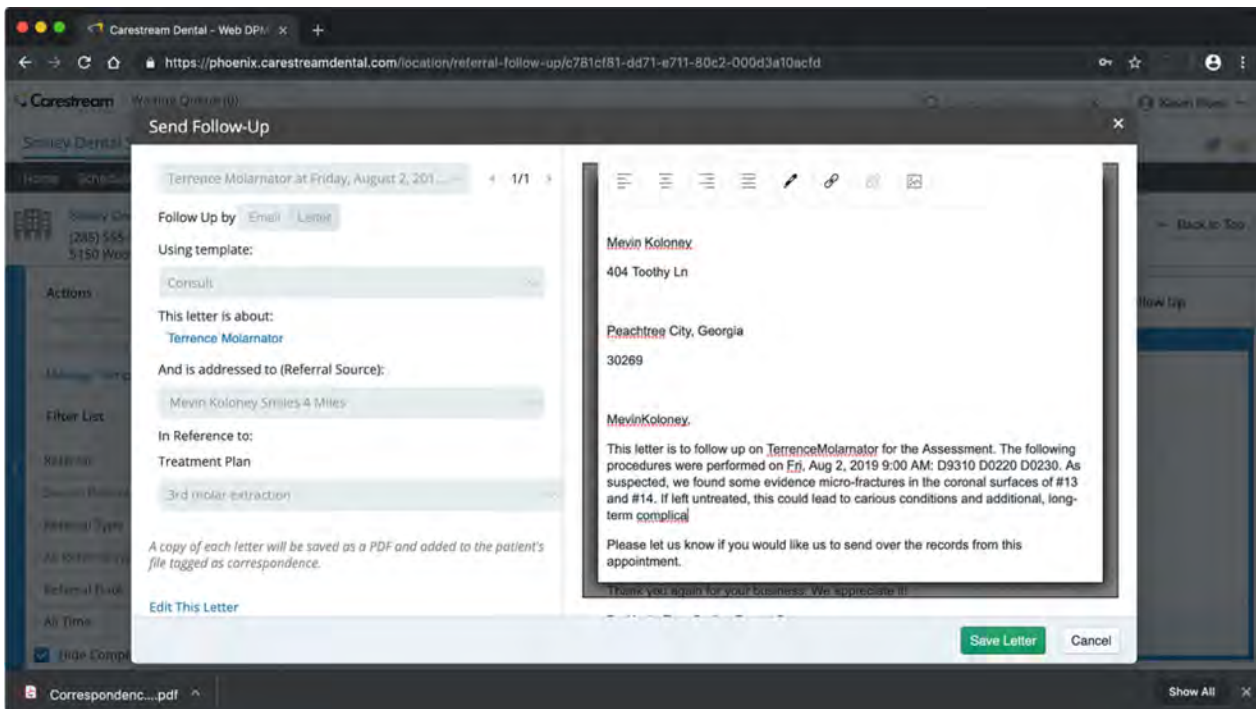 Carestream Dental - Web DPM
https://phoenix.carestreamdental.com/location/referral-follow-up/c781cf81-dd71-e711-80c2-000d3a10acfd
Carestream
Send Follow-Up
Smiley Dental
Home
Back to Top
(285) 555
5150
Actions
Filter List
All Time
Terrence Molarnator at Friday, August 2, 201...
1/1
Follow Up by Email Letter
Using template:
Consult
This letter is about:
Terrence Molarnator
And is addressed to (Referral Source):
Mevin Koloney Smiles 4 Miles
In Reference to:
Treatment Plan
3rd molar extraction
A copy of each letter will be saved as a PDF and added to the patient's
file tagged as correspondence.
Edit This Letter
Mevin Koloney
404 Toothy Ln
Peachtree City, Georgia
30269
MevinKoloney,
This letter is to follow up on TerrenceMolarnator for the Assessment. The following
procedures were performed on Fri, Aug 2, 2019 9:00 AM: D9310 D0220 D0230. As
suspected, we found some evidence micro-fractures in the coronal surfaces of #13
and #14. If left untreated, this could lead to carious conditions and additional, long-
term complica
Please let us know if you would like us to send over the records from this
appointment.
Thank you again for your business. We appreciate it!
Save Letter
Cancel
Correspondenc....pdf
Show All